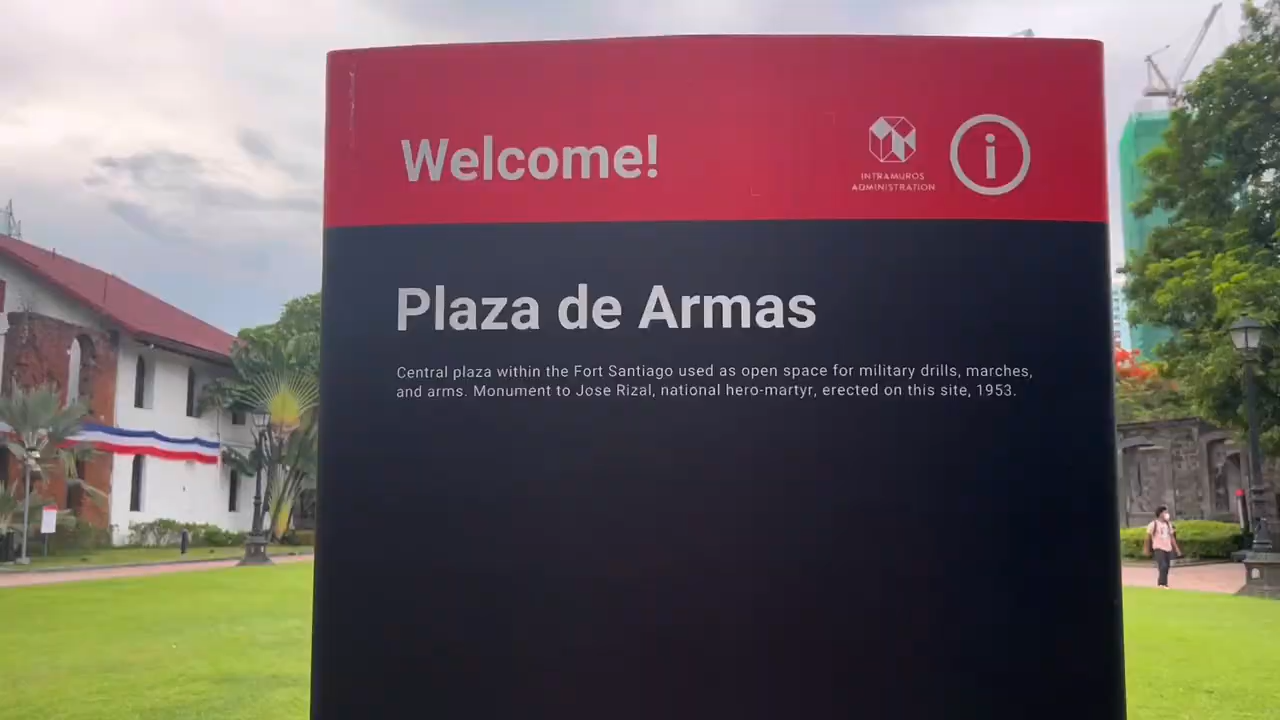 Welcome!
INTRAMUROS
ADMINISTRATION
i
Plaza de Armas
Central plaza within the Fort Santiago used as open space for military drills, marches,
and arms. Monument to Jose Rizal, national hero-martyr, erected on this site, 1953.